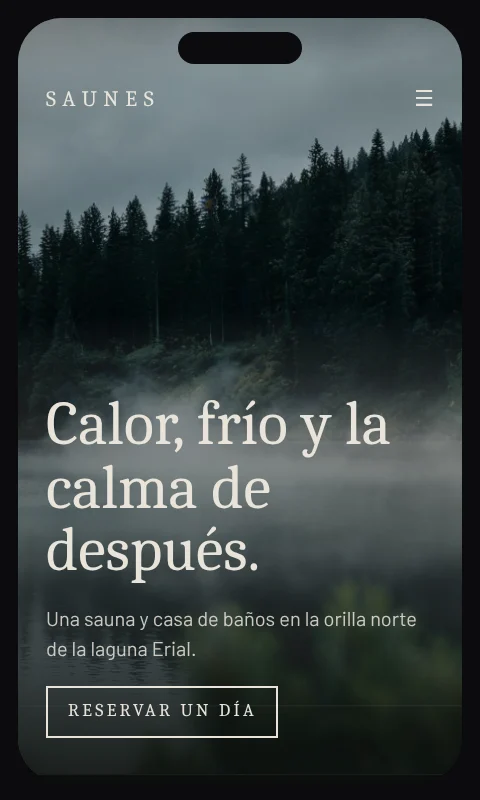 SAUNES
Calor, frío y la
calma de
después.
Una sauna y casa de baños en la orilla norte
de la laguna Erial.
RESERVAR UN DÍA